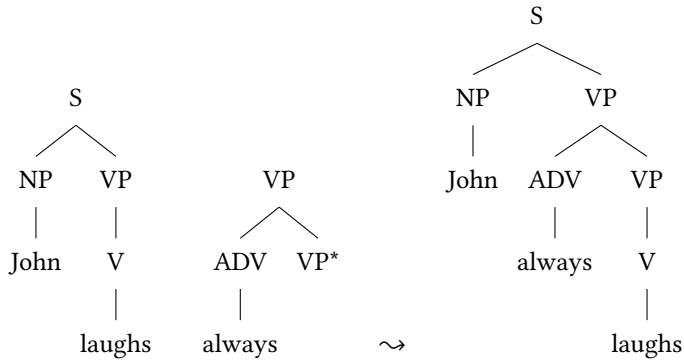 S
NP VP
S
John ADV VP
NP VP VP
always V
John V ADV VP*
laughs
laughs always ⇝